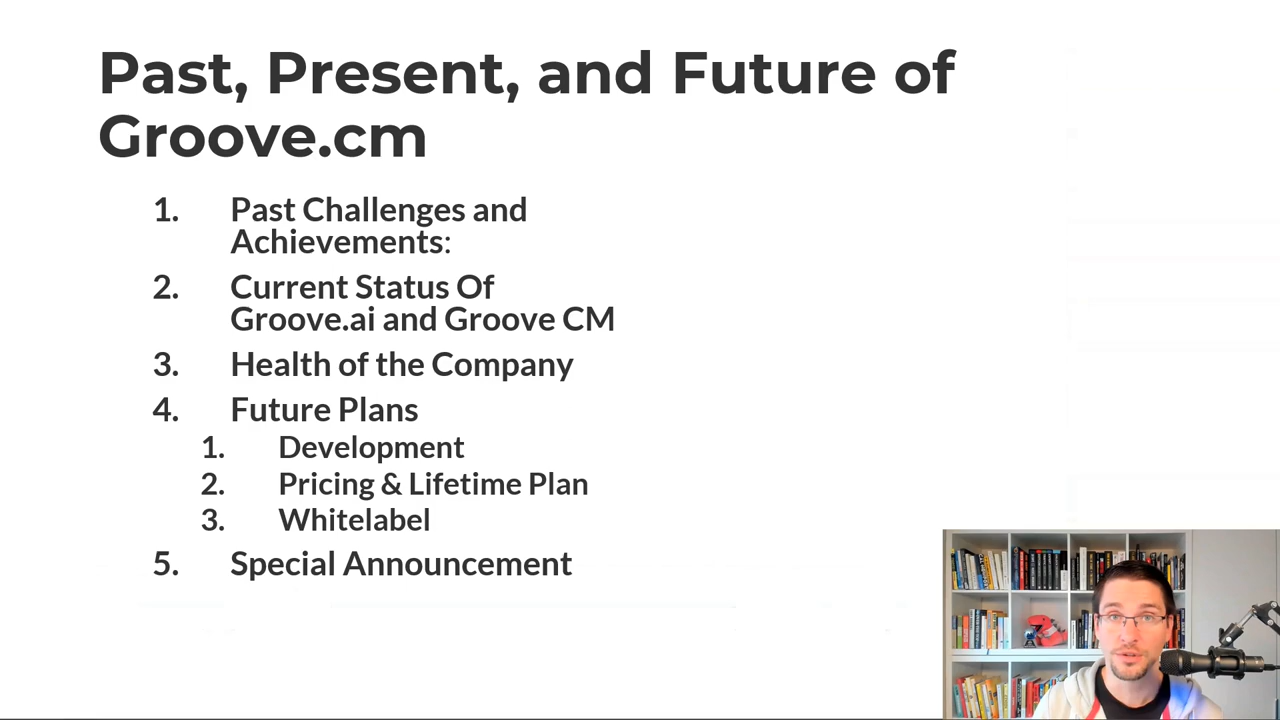 Past, Present, and Future of
Groove.cm
1. Past Challenges and
Achievements:
2. Current Status Of
Groove.ai and Groove CM
3. Health of the Company
4. Future Plans
1. Development
2. Pricing & Lifetime Plan
3. Whitelabel
5. Special Announcement